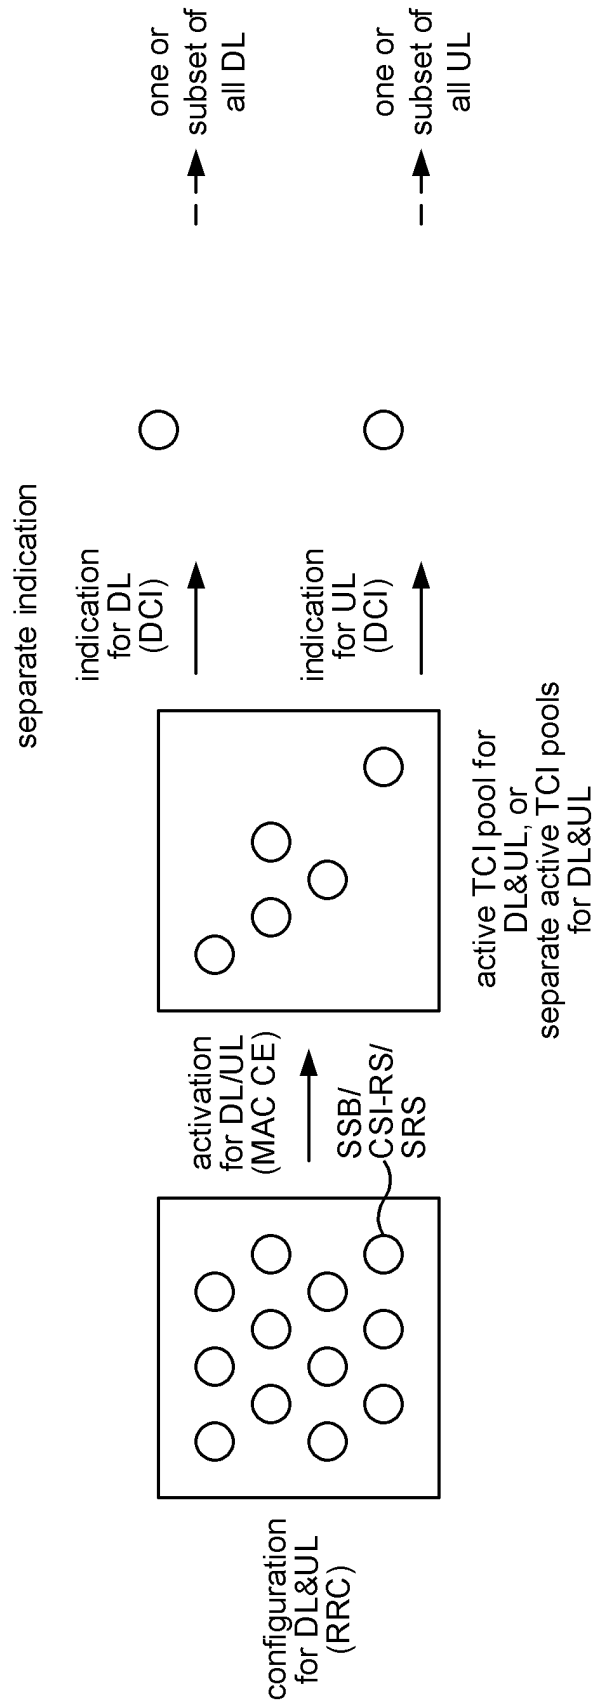 separate indication
configuration
for DL&UL
(RRC)
activation
for DL/UL
(MAC CE)
SSB/
CSI-RS/
SRS
active TCI pool for
DL&UL, or
separate active TCI pools
for DL&UL
indication
for DL
(DCI)
indication
for UL
(DCI)
one or
subset of
all DL
one or
subset of
all UL